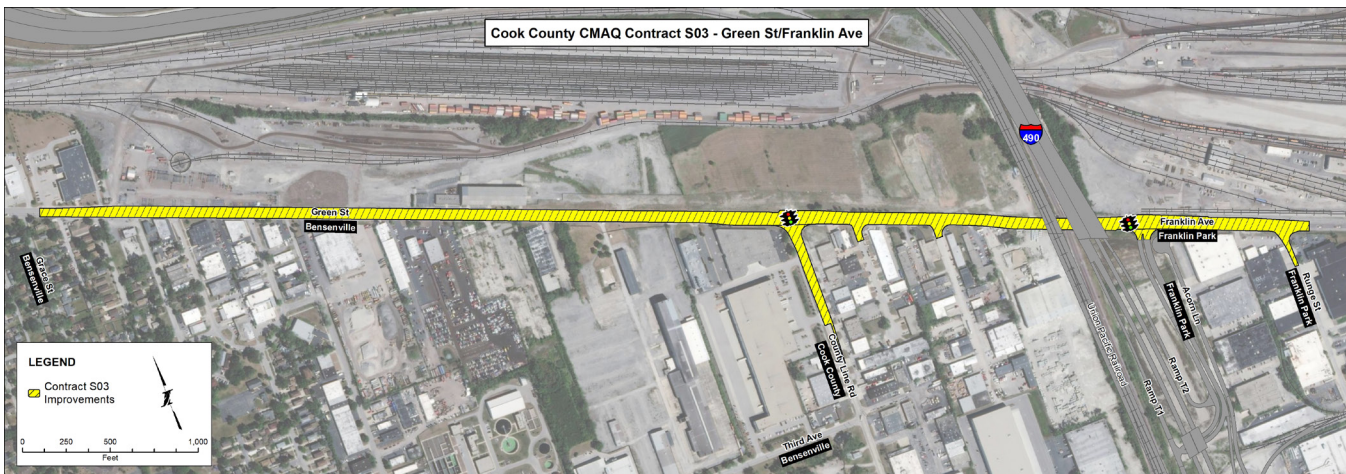 Cook County CMAQ Contract S03 - Green St/Franklin Ave
490
Green St
Bensenville
Franklin Ave
Franklin Park
Grace St
Bensenville
County Line Rd
Cook County
Union Pacific Railroad
Ramp T1
Ramp T2
Acorn Ln
Franklin Park
Runge St
Franklin Park
Third Ave
Bensenville
LEGEND
Contract S03
Improvements
0 250 500 1,000
Feet